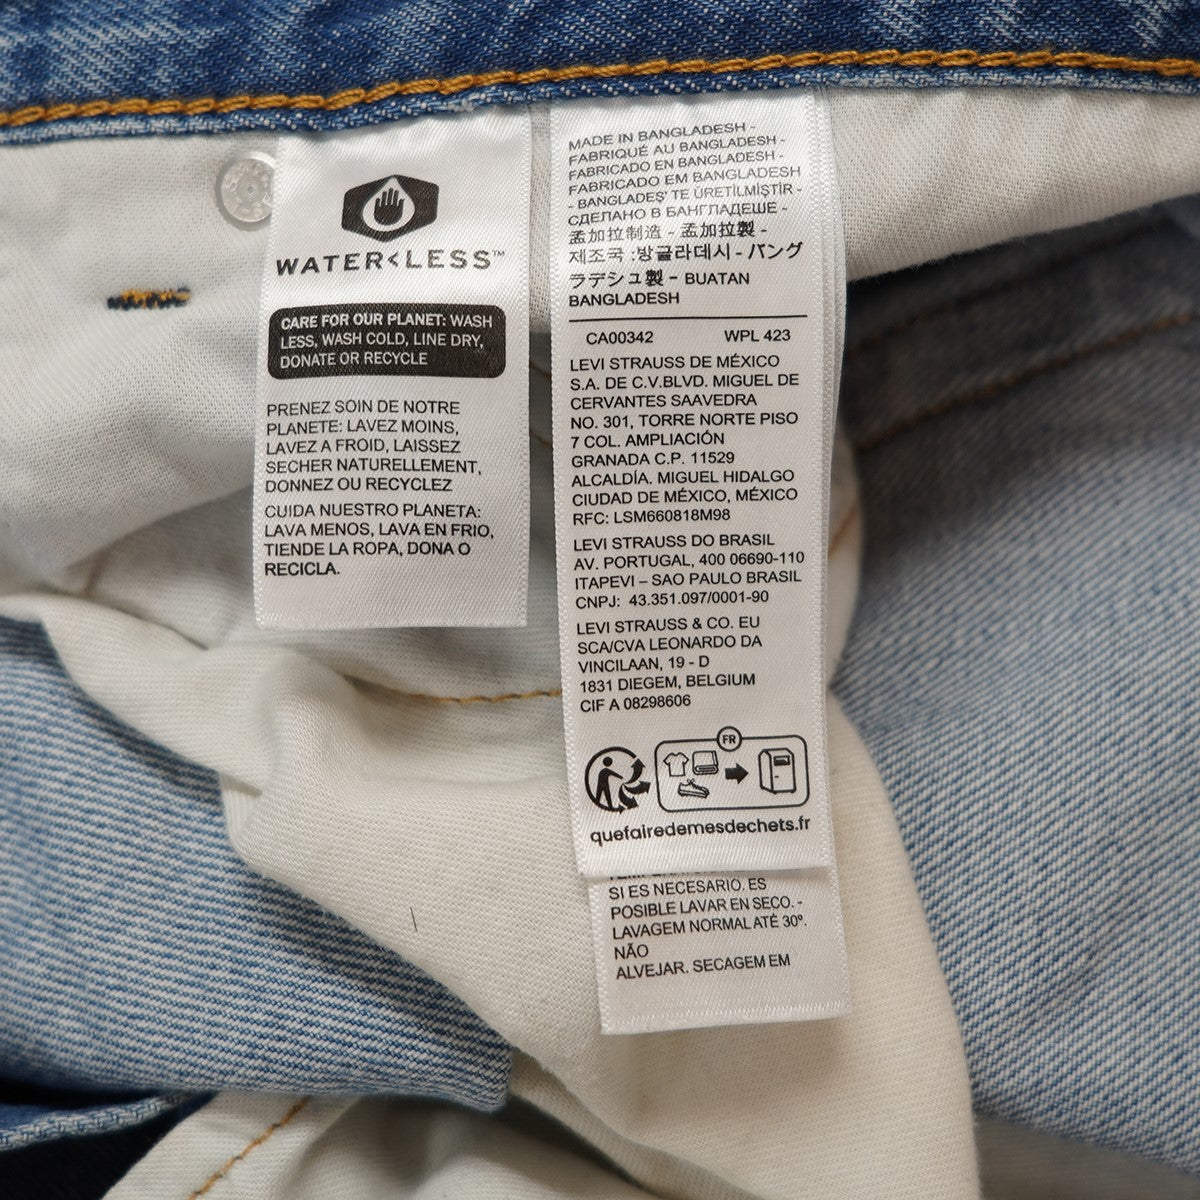 WATER<LESS™
CARE FOR OUR PLANET: WASH
LESS, WASH COLD, LINE DRY,
DONATE OR RECYCLE
PRENEZ SOIN DE NOTRE
PLANETE: LAVEZ MOINS,
LAVEZ A FROID, LAISSEZ
SECHER NATURELLEMENT,
DONNEZ OU RECYCLEZ
CUIDA NUESTRO PLANETA:
LAVA MENOS, LAVA EN FRIO,
TIENDE LA ROPA, DONA O
RECICLA.
MADE IN BANGLADESH -
FABRIQUÉ AU BANGLADESH -
FABRICADO EN BANGLADESH -
FABRICADO EM BANGLADESH
- BANGLADEŞ' TE ÜRETİLMİŞTİR -
СДЕЛАНО В БАНГЛАДЕШЕ -
孟加拉制造 - 孟加拉製 -
제조국 :방글라데시 - バング
ラデシュ製 - BUATAN
BANGLADESH
CA00342 WPL 423
LEVI STRAUSS DE MÉXICO
S.A. DE C.V.BLVD. MIGUEL DE
CERVANTES SAAVEDRA
NO. 301, TORRE NORTE PISO
7 COL. AMPLIACIÓN
GRANADA C.P. 11529
ALCALDÍA. MIGUEL HIDALGO
CIUDAD DE MÉXICO, MÉXICO
RFC: LSM660818M98
LEVI STRAUSS DO BRASIL
AV. PORTUGAL, 400 06690-110
ITAPEVI – SAO PAULO BRASIL
CNPJ: 43.351.097/0001-90
LEVI STRAUSS & CO. EU
SCA/CVA LEONARDO DA
VINCILAAN, 19 - D
1831 DIEGEM, BELGIUM
CIF A 08298606
FR
quefairedemesdechets.fr
SI ES NECESARIO. ES
POSIBLE LAVAR EN SECO. -
LAVAGEM NORMAL ATÉ 30º.
NÃO
ALVEJAR. SECAGEM EM